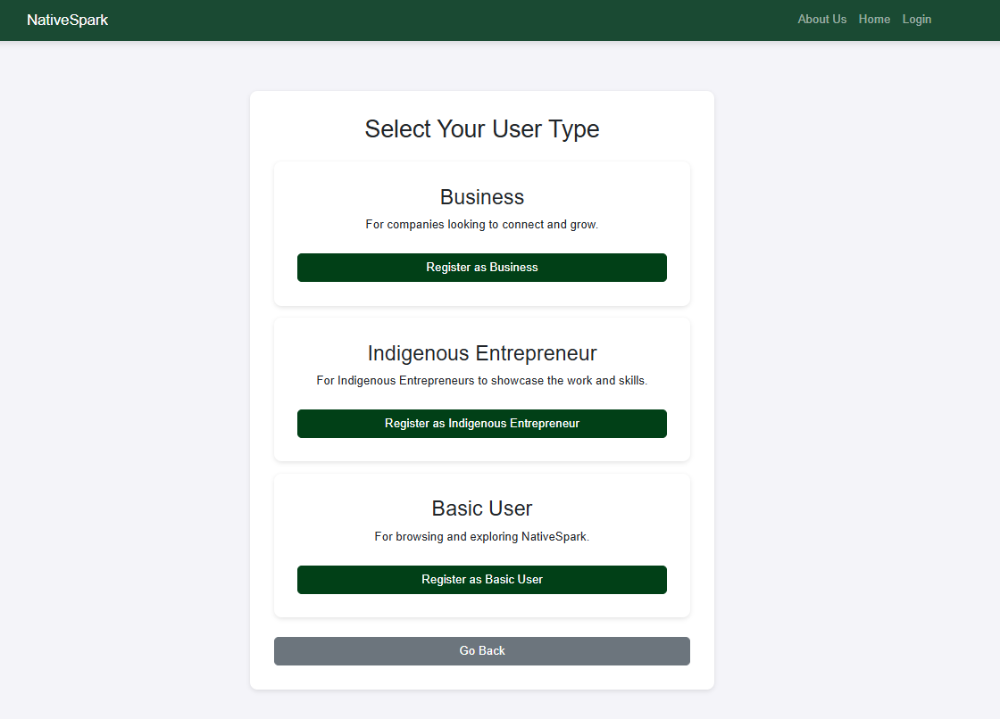 NativeSpark
About Us Home Login
Select Your User Type
Business
For companies looking to connect and grow.
Register as Business
Indigenous Entrepreneur
For Indigenous Entrepreneurs to showcase the work and skills.
Register as Indigenous Entrepreneur
Basic User
For browsing and exploring NativeSpark.
Register as Basic User
Go Back